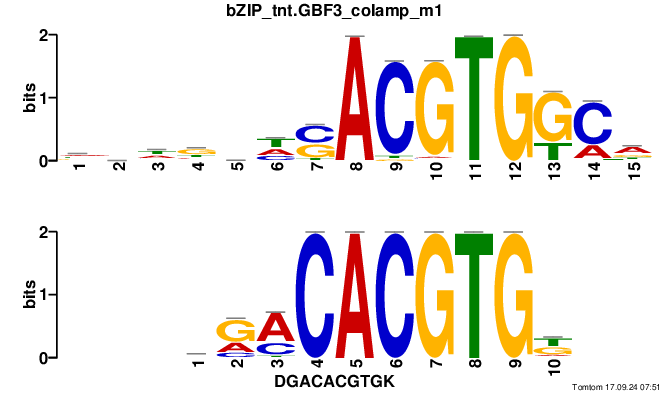 bZIP_tnt.GBF3_colamp_m1
2
1
0
bits
1 2 3 4 5 6 7 8 9 10 11 12 13 14 15
2
1
0
bits
1 2 3 4 5 6 7 8 9 10
DGACACGTGK
Tomtom 17.09.24 07:51